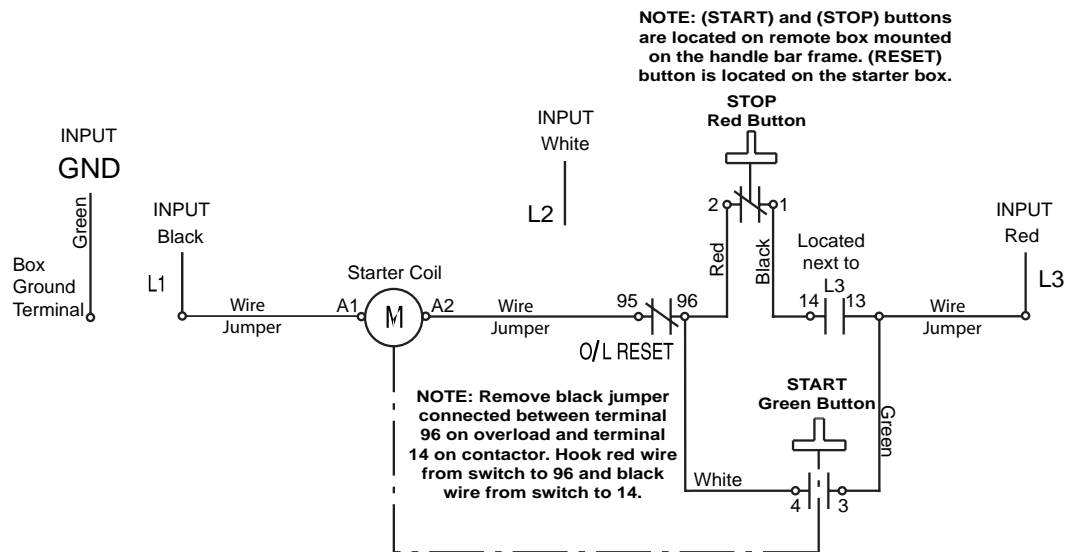 NOTE: (START) and (STOP) buttons
are located on remote box mounted
on the handle bar frame. (RESET)
button is located on the starter box.
STOP
Red Button
INPUT
GND
Green
Box
Ground
Terminal
INPUT
Black
L1
INPUT
White
L2
2
1
Red
Black
Located
next to
L3
INPUT
Red
L3
Wire
Jumper
Starter Coil
A1
M
A2
Wire
Jumper
95
96
O/L RESET
14
13
Wire
Jumper
NOTE: Remove black jumper
connected between terminal
96 on overload and terminal
14 on contactor. Hook red wire
from switch to 96 and black
wire from switch to 14.
START
Green Button
Green
White
4
3